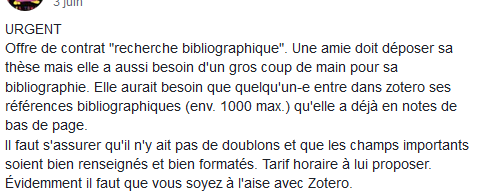 3 juin
URGENT
Offre de contrat "recherche bibliographique". Une amie doit déposer sa
thèse mais elle a aussi besoin d'un gros coup de main pour sa
bibliographie. Elle aurait besoin que quelqu'un-e entre dans zotero ses
références bibliographiques (env. 1000 max.) qu'elle a déjà en notes de
bas de page.
Il faut s'assurer qu'il n'y ait pas de doublons et que les champs importants
soient bien renseignés et bien formatés. Tarif horaire à lui proposer.
Évidemment il faut que vous soyez à l'aise avec Zotero.